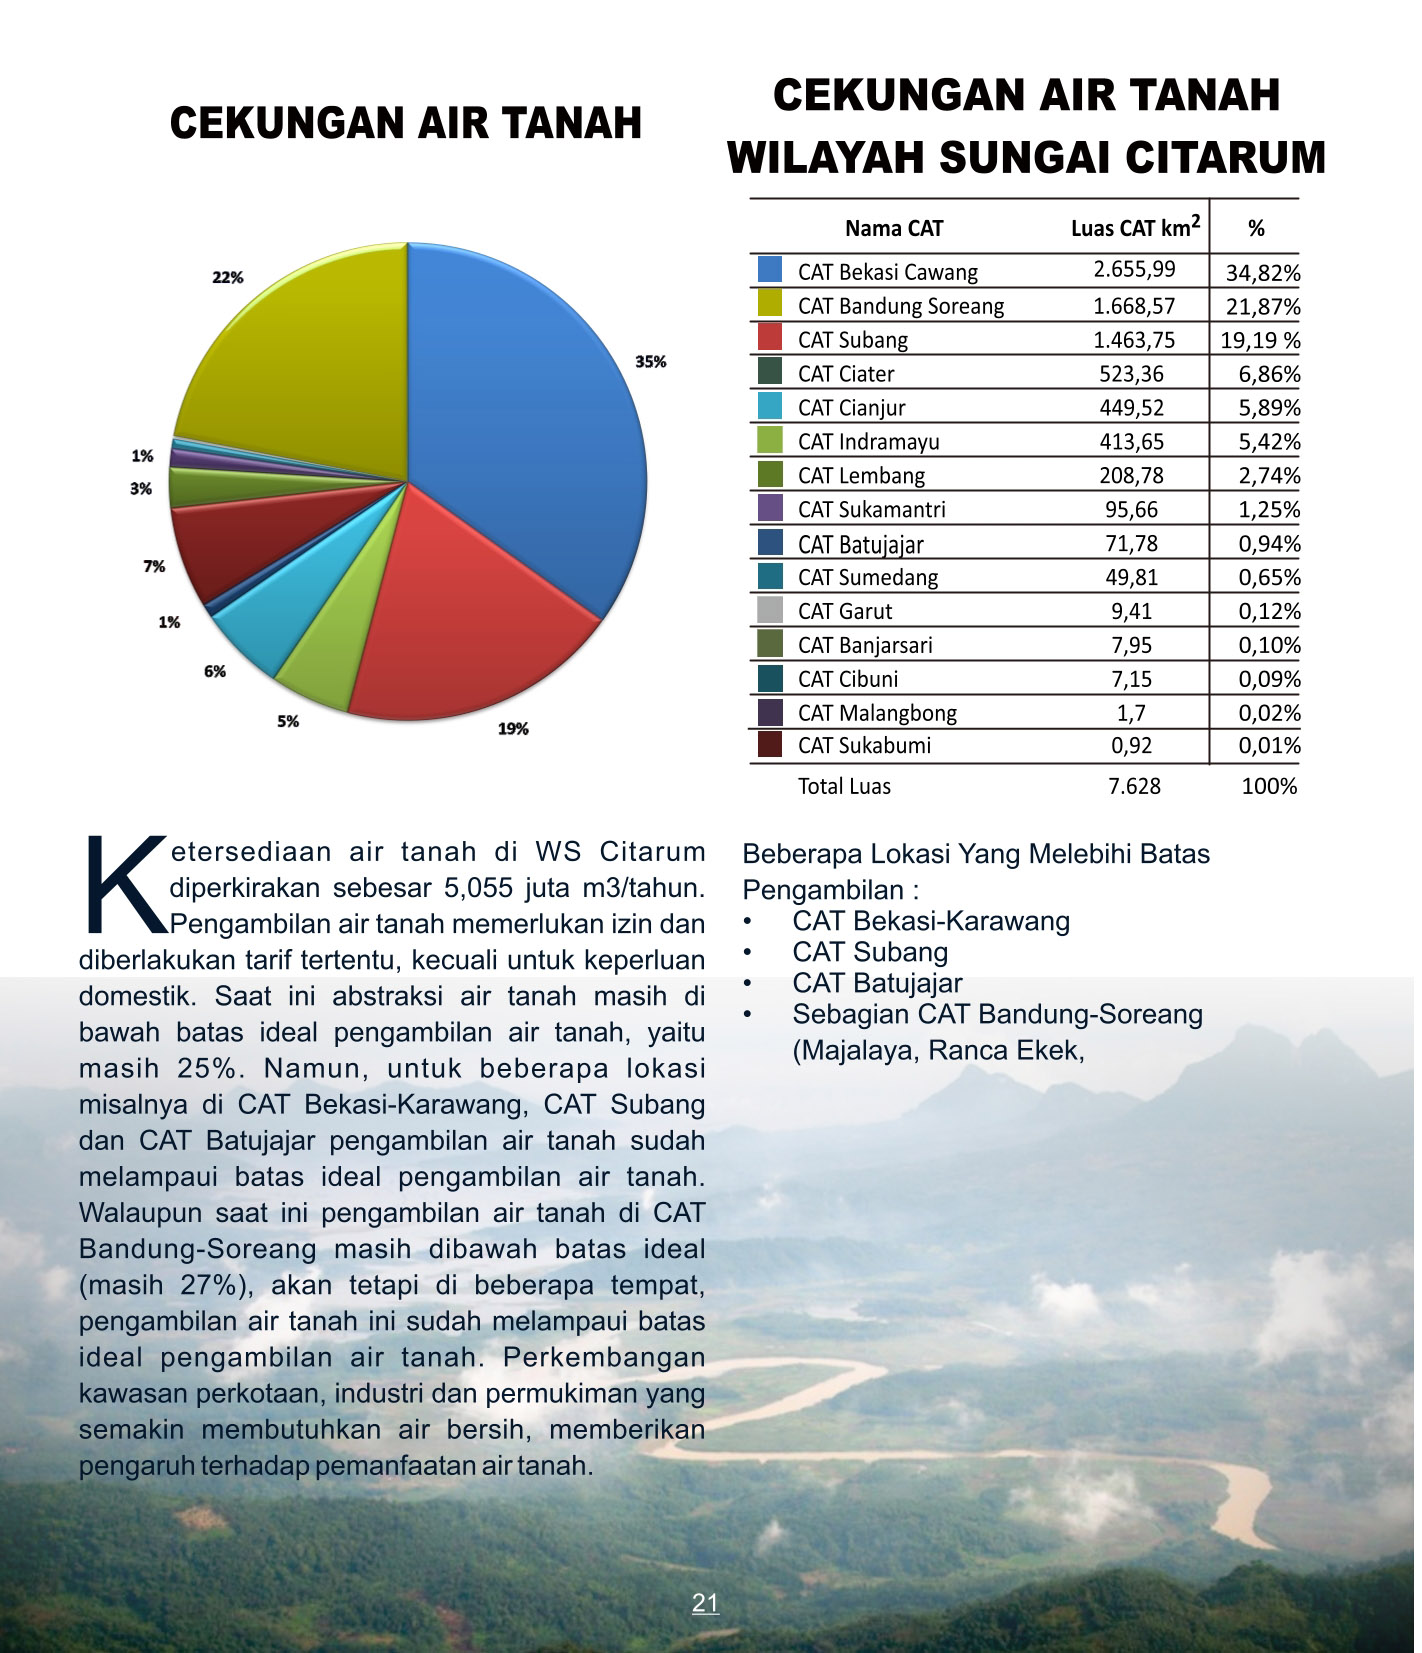 CEKUNGAN AIR TANAH
22%
35%
1%
3%
7%
1%
6%
5%
19%
CEKUNGAN AIR TANAH
WILAYAH SUNGAI CITARUM
Nama CAT Luas CAT km2 %
CAT Bekasi Cawang 2.655,99 34,82%
CAT Bandung Soreang 1.668,57 21,87%
CAT Subang 1.463,75 19,19 %
CAT Ciater 523,36 6,86%
CAT Cianjur 449,52 5,89%
CAT Indramayu 413,65 5,42%
CAT Lembang 208,78 2,74%
CAT Sukamantri 95,66 1,25%
CAT Batujajar 71,78 0,94%
CAT Sumedang 49,81 0,65%
CAT Garut 9,41 0,12%
CAT Banjarsari 7,95 0,10%
CAT Cibuni 7,15 0,09%
CAT Malangbong 1,7 0,02%
CAT Sukabumi 0,92 0,01%
Total Luas 7.628 100%
Ketersediaan air tanah di WS Citarum
diperkirakan sebesar 5,055 juta m3/tahun.
Pengambilan air tanah memerlukan izin dan
diberlakukan tarif tertentu, kecuali untuk keperluan
domestik. Saat ini abstraksi air tanah masih di
bawah batas ideal pengambilan air tanah, yaitu
masih 25%. Namun, untuk beberapa lokasi
misalnya di CAT Bekasi-Karawang, CAT Subang
dan CAT Batujajar pengambilan air tanah sudah
melampaui batas ideal pengambilan air tanah.
Walaupun saat ini pengambilan air tanah di CAT
Bandung-Soreang masih dibawah batas ideal
(masih 27%), akan tetapi di beberapa tempat,
pengambilan air tanah ini sudah melampaui batas
ideal pengambilan air tanah. Perkembangan
kawasan perkotaan, industri dan permukiman yang
semakin membutuhkan air bersih, memberikan
pengaruh terhadap pemanfaatan air tanah.
Beberapa Lokasi Yang Melebihi Batas
Pengambilan :
• CAT Bekasi-Karawang
• CAT Subang
• CAT Batujajar
• Sebagian CAT Bandung-Soreang
(Majalaya, Ranca Ekek,
21